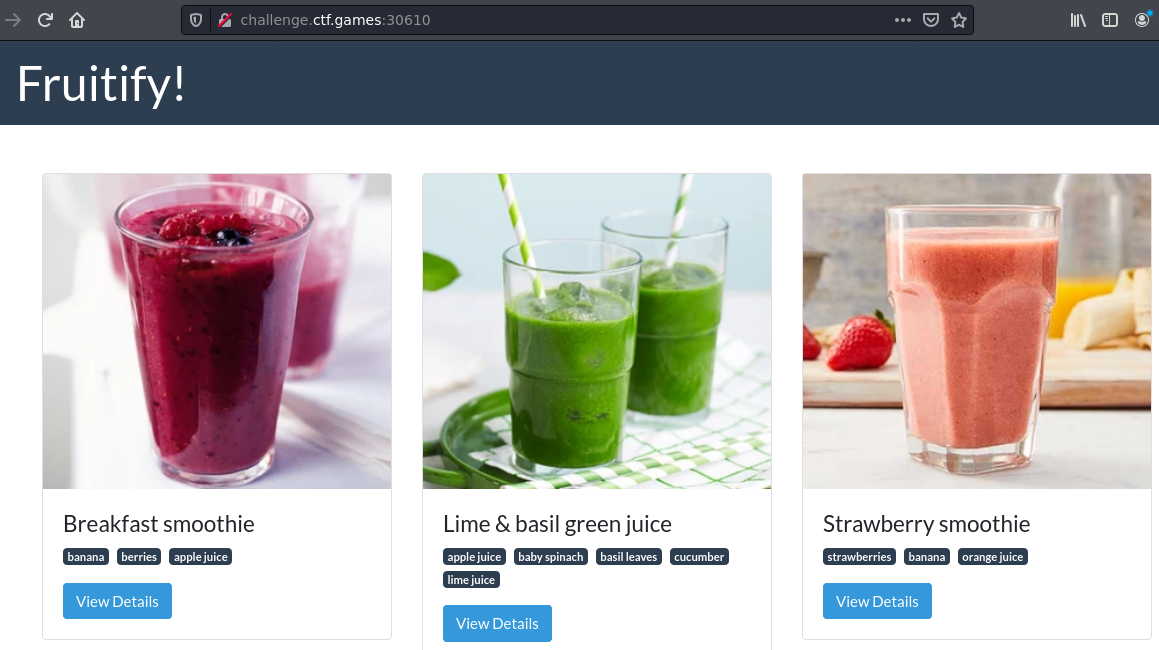 challenge.ctf.games:30610
Fruitify!
Breakfast smoothie
banana berries apple juice
View Details
Lime & basil green juice
apple juice baby spinach basil leaves cucumber
lime juice
View Details
Strawberry smoothie
strawberries banana orange juice
View Details